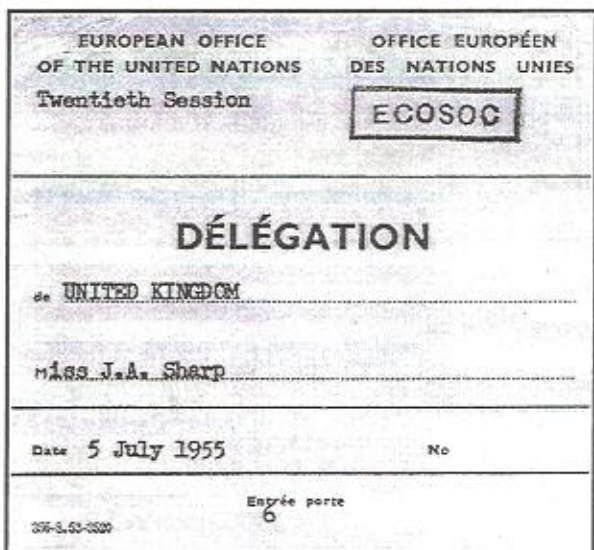 EUROPEAN OFFICE
OF THE UNITED NATIONS
Twentieth Session
OFFICE EUROPÉEN
DES NATIONS UNIES
ECOSOC
DÉLÉGATION
de UNITED KINGDOM
Miss J.A. Sharp
Date 5 July 1955 No
Entrée porte
6